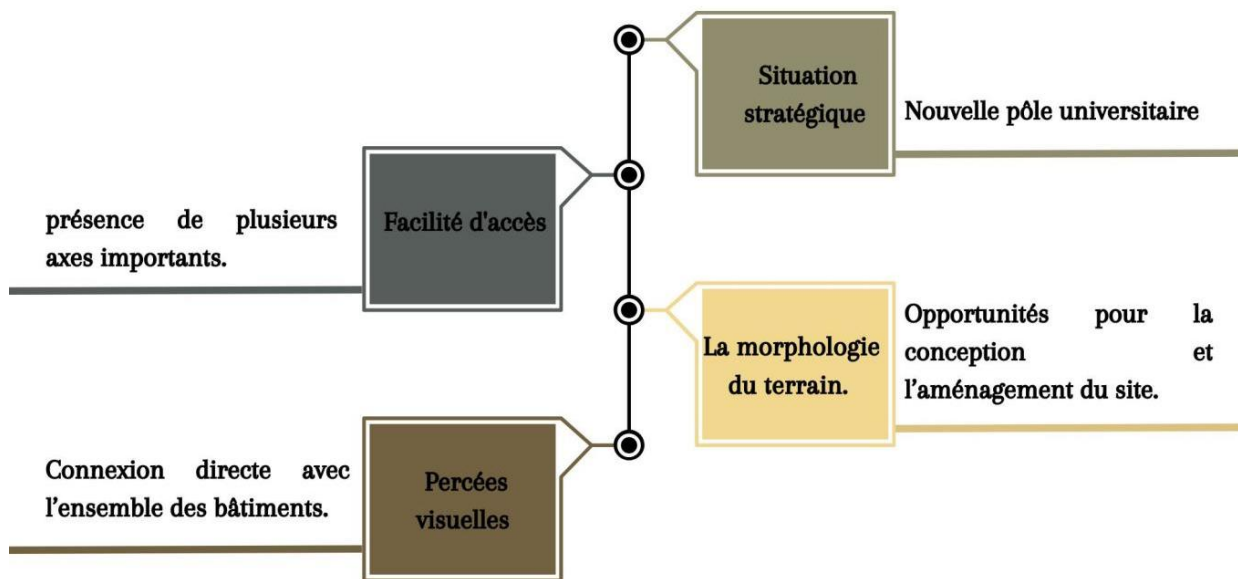 Situation
stratégique
Nouvelle pôle universitaire
Facilité d'accès
présence de plusieurs
axes importants.
La morphologie
du terrain.
Opportunités pour la
conception et
l’aménagement du site.
Percées
visuelles
Connexion directe avec
l’ensemble des bâtiments.